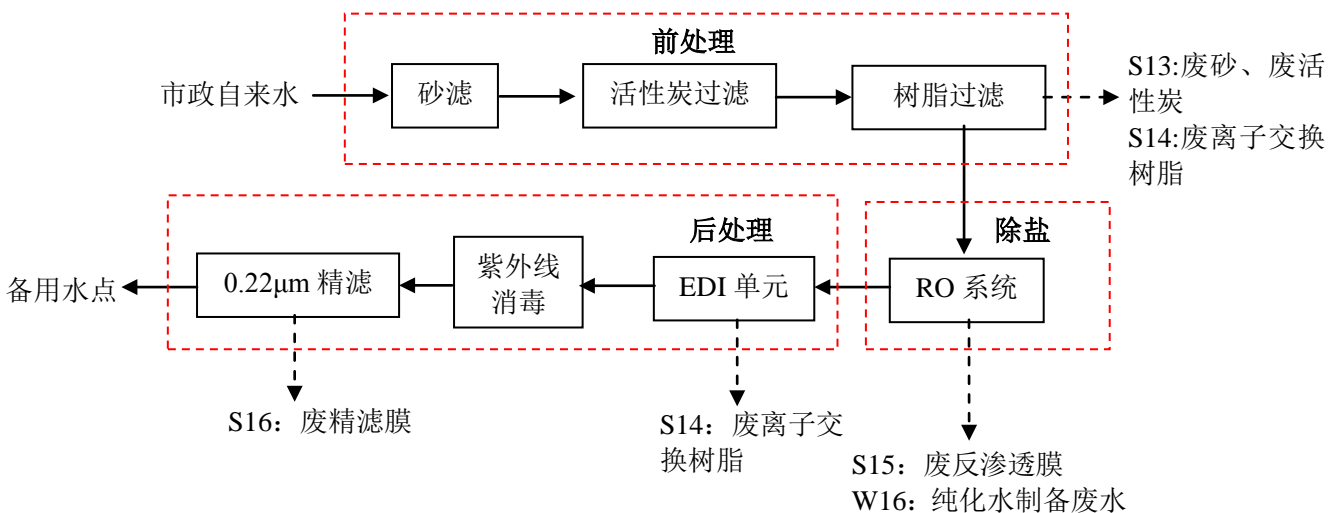 前处理
市政自来水
砂滤
活性炭过滤
树脂过滤
S13:废砂、废活
性炭
S14:废离子交换
树脂
后处理
除盐
备用水点
0.22μm 精滤
紫外线
消毒
EDI 单元
RO 系统
S16：废精滤膜
S14：废离子交
换树脂
S15：废反渗透膜
W16：纯化水制备废水